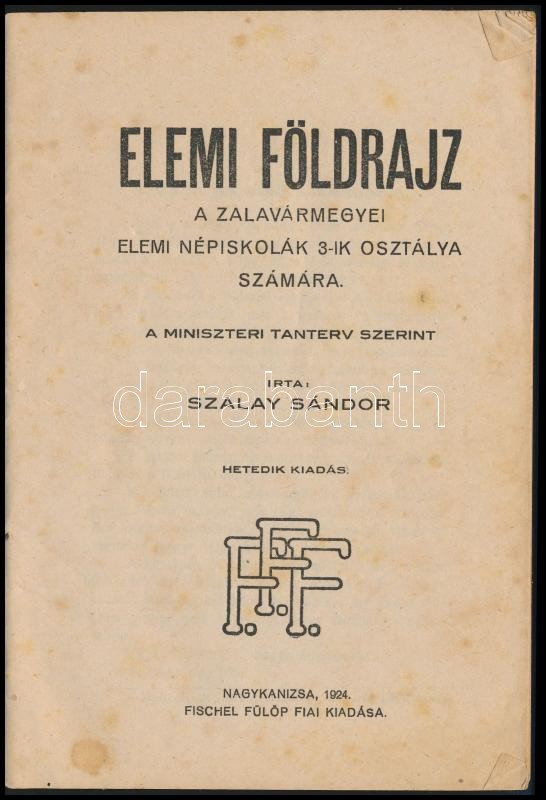 ELEMI FÖLDRAJZ
A ZALAVÁRMEGYEI
ELEMI NÉPISKOLÁK 3-IK OSZTÁLYA
SZÁMÁRA.
A MINISZTERI TANTERV SZERINT
IRTA:
darabanth
SZALAY SÁNDOR
HETEDIK KIADÁS.
F.F.F.
NAGYKANIZSA, 1924.
FISCHEL FÜLÖP FIAI KIADÁSA.